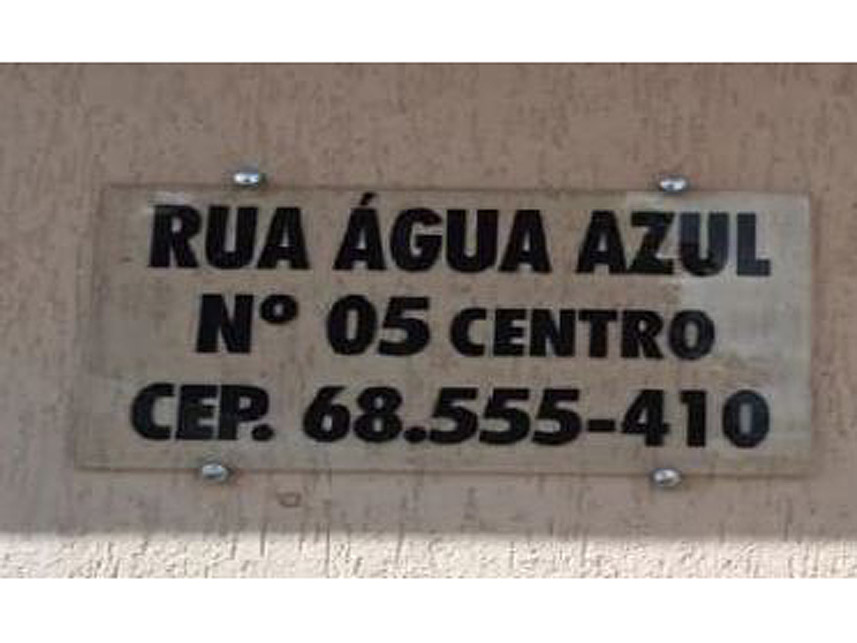 RUA ÁGUA AZUL
Nº 05 CENTRO
CEP. 68.555-410